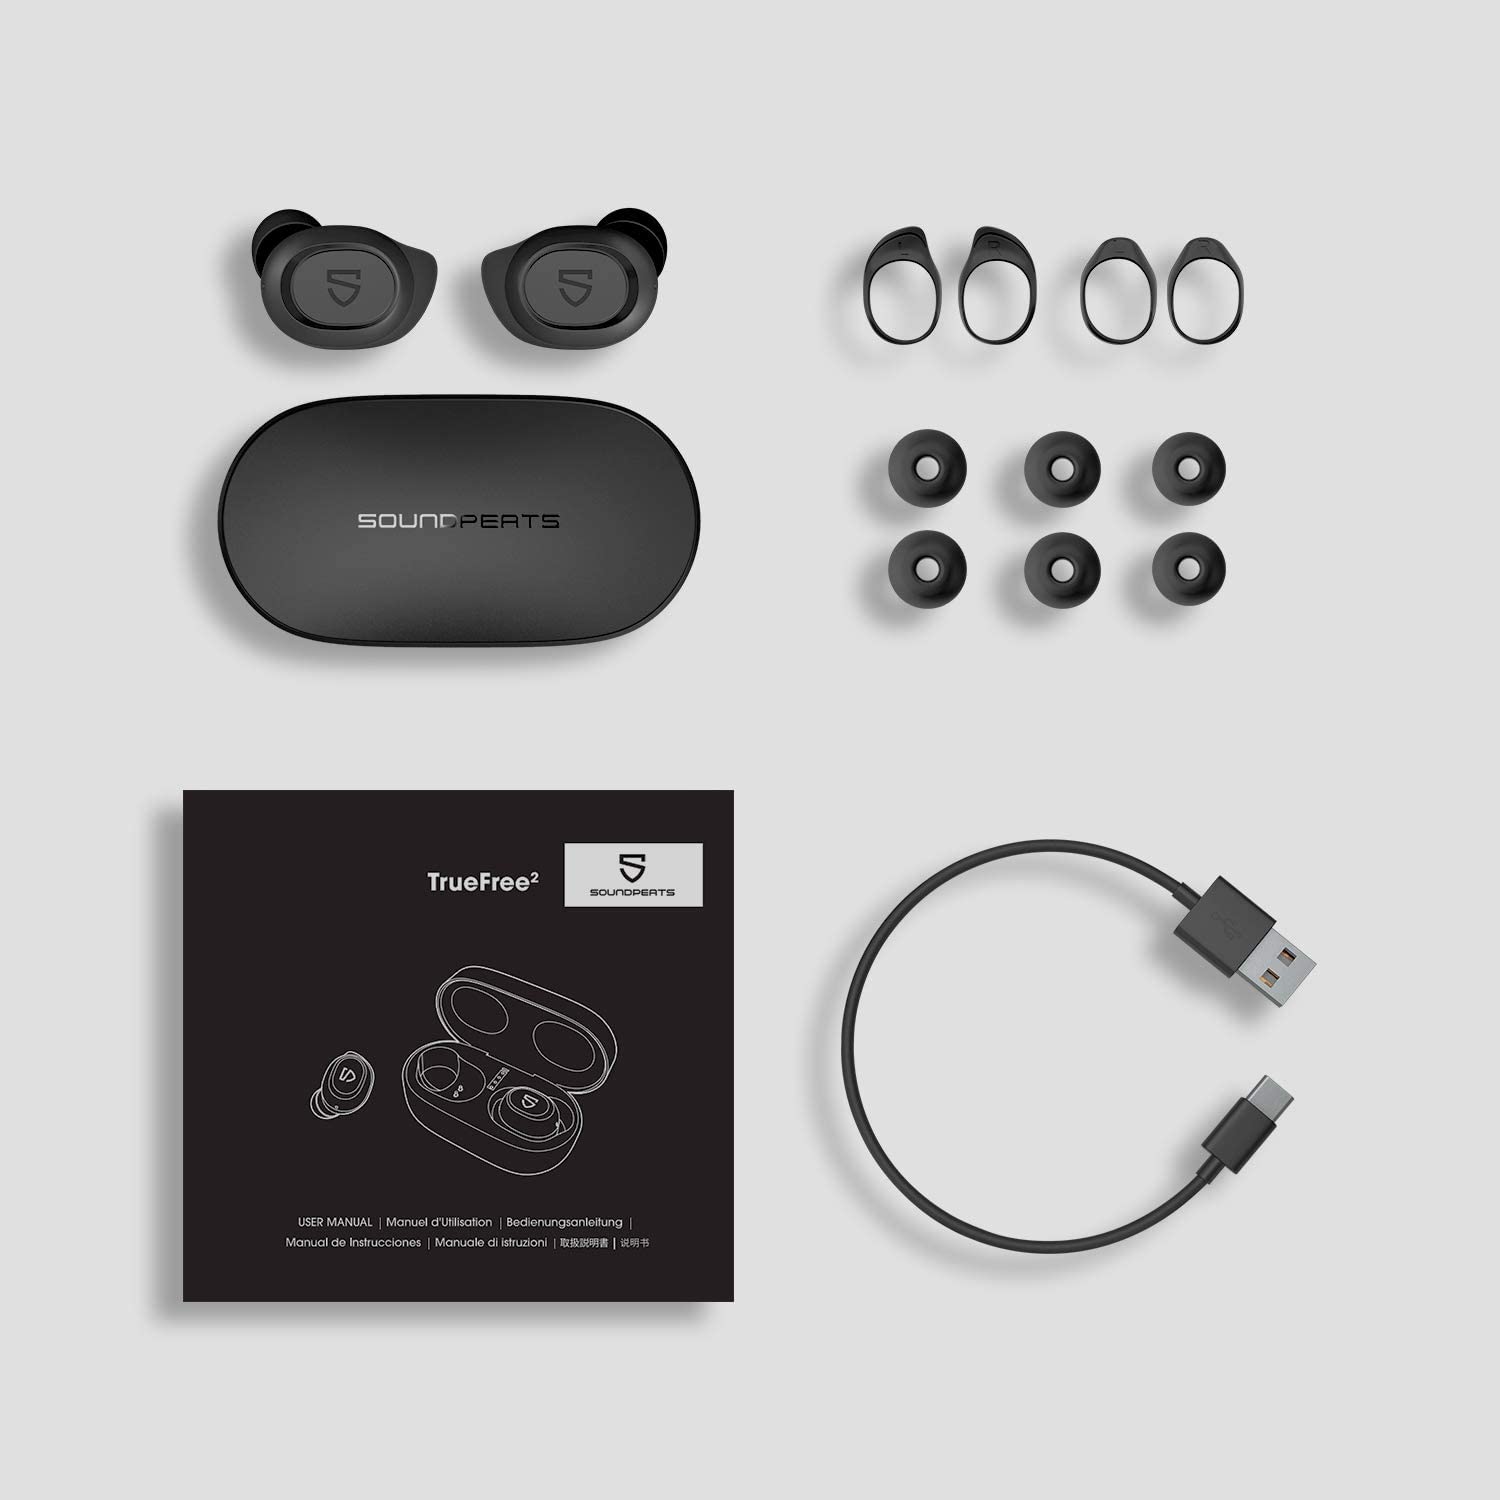 L R L R
SOUNDPEATS
TrueFree²
SOUNDPEATS
USER MANUAL | Manuel d'Utilisation | Bedienungsanleitung |
Manual de Instrucciones | Manuale di istruzioni | 取扱説明書 | 说明书